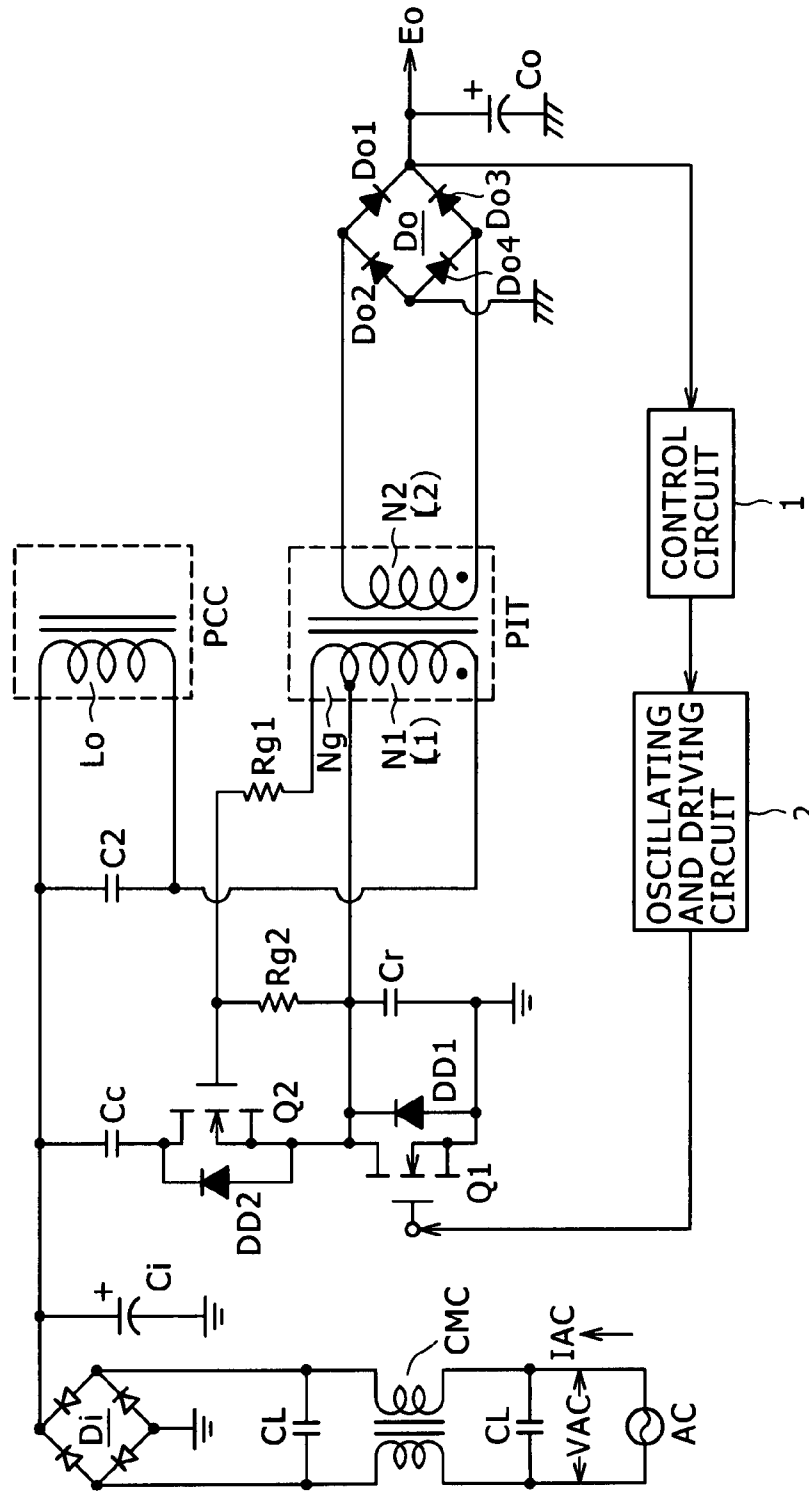 Eo
Co
+
Do1
Do
Do2
Do3
Do4
PCC
Lo
N2
(L2)
PIT
Ng
N1
(L1)
Rg1
C2
Rg2
Cr
Cc
Q2
DD2
DD1
Q1
+
Ci
Di
CL
CMC
CL
VAC
IAC
AC
CONTROL
CIRCUIT
1
OSCILLATING
AND DRIVING
CIRCUIT
2